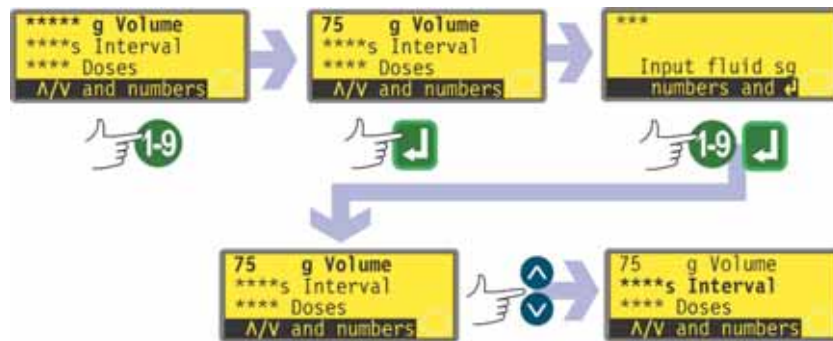 ***** g Volume
****s Interval
**** Doses
∧/∨ and numbers
75 g Volume
****s Interval
**** Doses
∧/∨ and numbers
***
Input fluid sg
numbers and ↲
1-9
1-9
75 g Volume
****s Interval
**** Doses
∧/∨ and numbers
75 g Volume
****s Interval
**** Doses
∧/∨ and numbers